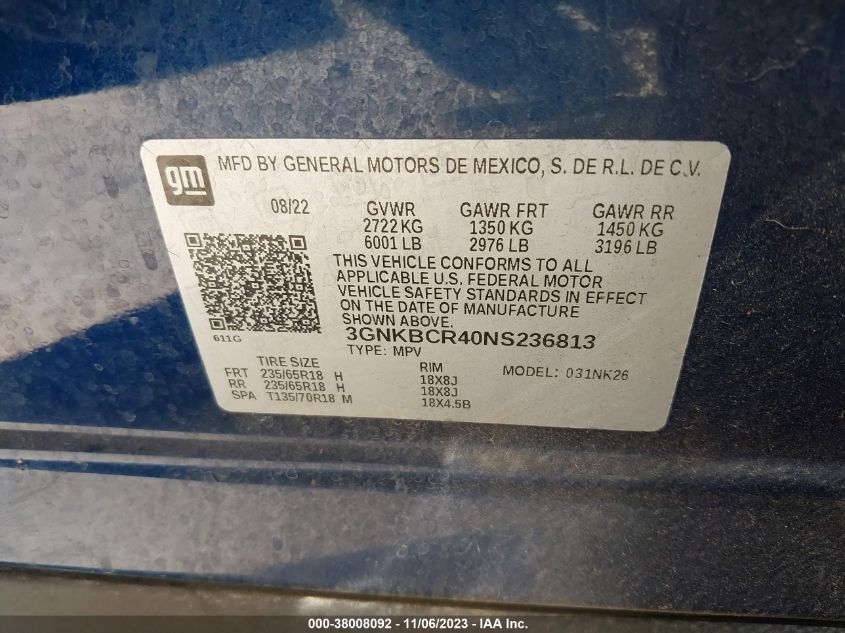 gm
MFD BY GENERAL MOTORS DE MEXICO, S. DE R.L. DE C.V.
08/22 GVWR GAWR FRT GAWR RR
2722 KG 1350 KG 1450 KG
6001 LB 2976 LB 3196 LB
THIS VEHICLE CONFORMS TO ALL
APPLICABLE U.S. FEDERAL MOTOR
VEHICLE SAFETY STANDARDS IN EFFECT
ON THE DATE OF MANUFACTURE
SHOWN ABOVE.
611G
3GNKBCR40NS236813
TYPE: MPV
TIRE SIZE RIM MODEL: 031NK26
FRT 235/65R18 H 18X8J
RR 235/65R18 H 18X8J
SPA T135/70R18 M 18X4.5B
000-38008092 - 11/06/2023 - IAA Inc.